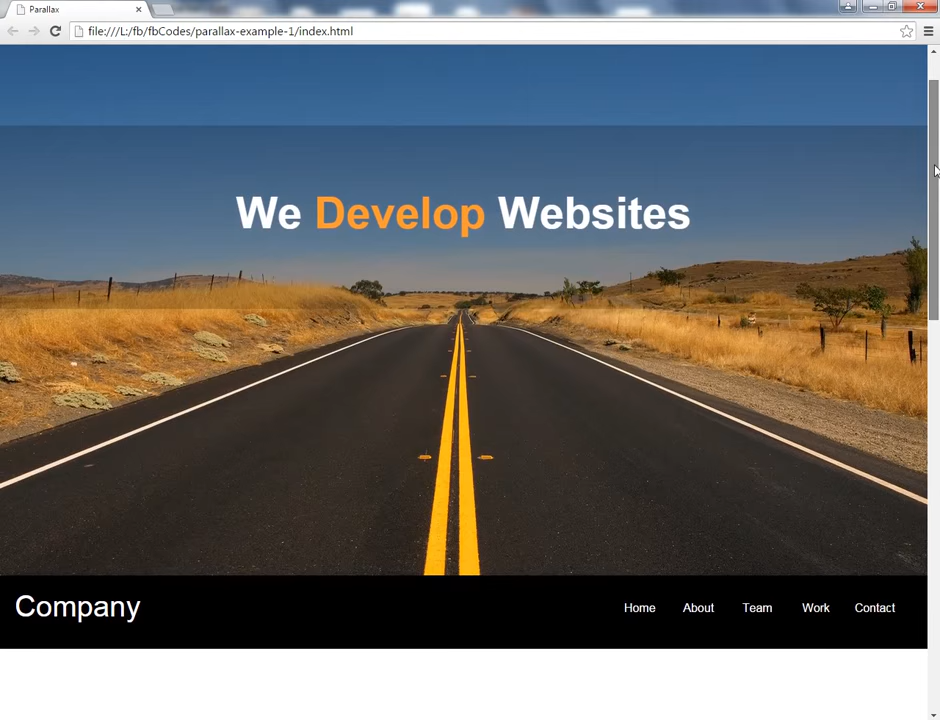 Parallax
file:///L:/fb/fbCodes/parallax-example-1/index.html
We Develop Websites
Company
Home About Team Work Contact